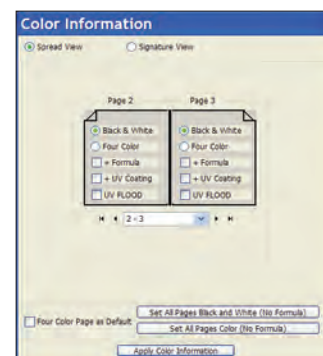 Color Information
Spread View Signature View
Page 2 Page 3
Black & White Black & White
Four Color Four Color
+ Formula + Formula
+ UV Coating + UV Coating
UV FLOOD UV FLOOD
2 - 3
Set All Pages Black and White (No Formula)
Four Color Page as Default
Set All Pages Color (No Formula)
Apply Color Information